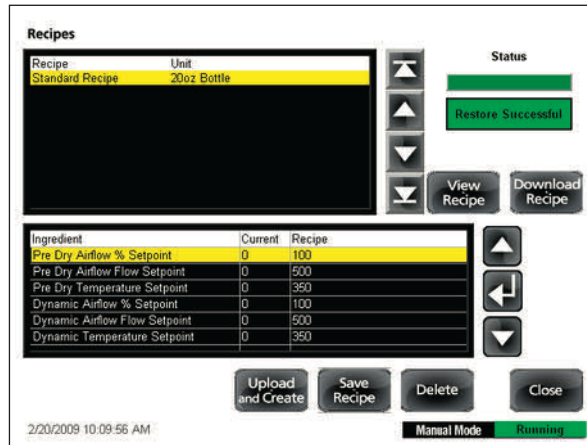 Recipes
Recipe Unit
Standard Recipe 20oz Bottle
Status
Restore Successful
View Recipe
Download Recipe
Ingredient Current Recipe
Pre Dry Airflow % Setpoint 0 100
Pre Dry Airflow Flow Setpoint 0 500
Pre Dry Temperature Setpoint 0 350
Dynamic Airflow % Setpoint 0 100
Dynamic Airflow Flow Setpoint 0 500
Dynamic Temperature Setpoint 0 350
Upload and Create
Save Recipe
Delete
Close
2/20/2009 10:09:56 AM
Manual Mode Running